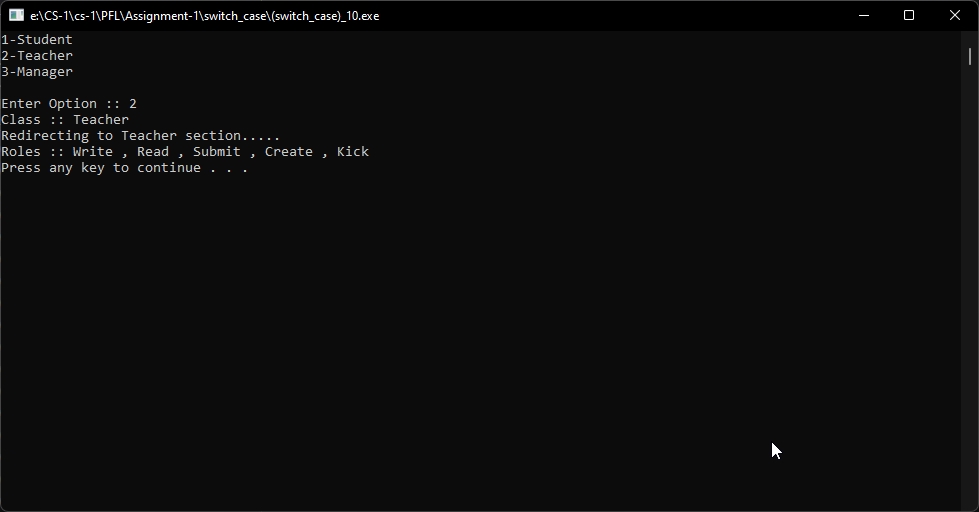 e:\CS-1\cs-1\PFL\Assignment-1\switch_case\(switch_case)_10.exe
1-Student
2-Teacher
3-Manager
Enter Option :: 2
Class :: Teacher
Redirecting to Teacher section.....
Roles :: Write , Read , Submit , Create , Kick
Press any key to continue . . .